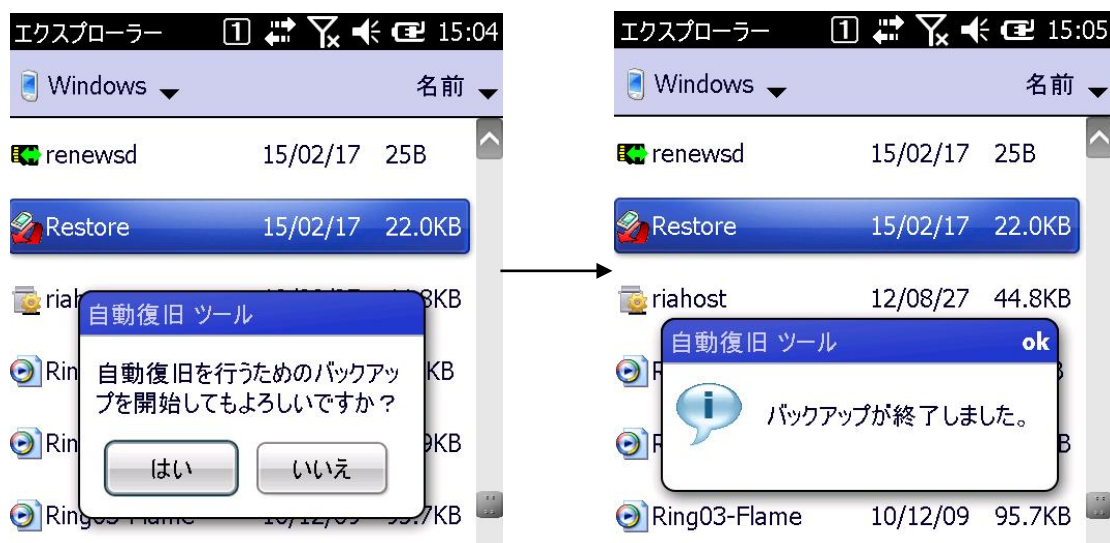 エクスプローラー 1 15:04
Windows 名前
renewsd 15/02/17 25B
Restore 15/02/17 22.0KB
自動復旧 ツール
自動復旧を行うためのバックアッ
プを開始してもよろしいですか？
はい いいえ
KB
エクスプローラー 1 15:05
Windows 名前
renewsd 15/02/17 25B
Restore 15/02/17 22.0KB
riahost 12/08/27 44.8KB
自動復旧 ツール ok
バックアップが終了しました。
Ring03-Flame 10/12/09 95.7KB